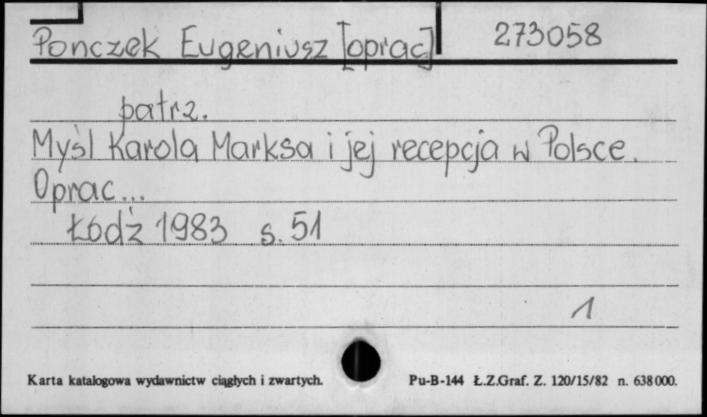 Ponczek Eugeniusz [oprac] 273058
patrz.
Myśl Karola Marksa i jej recepcja w Polsce.
Oprac...
Łódź 1983 s. 51
1
Karta katalogowa wydawnictw ciągłych i zwartych. Pu-B-144 Ł.Z.Graf. Z. 120/15/82 n. 638000.